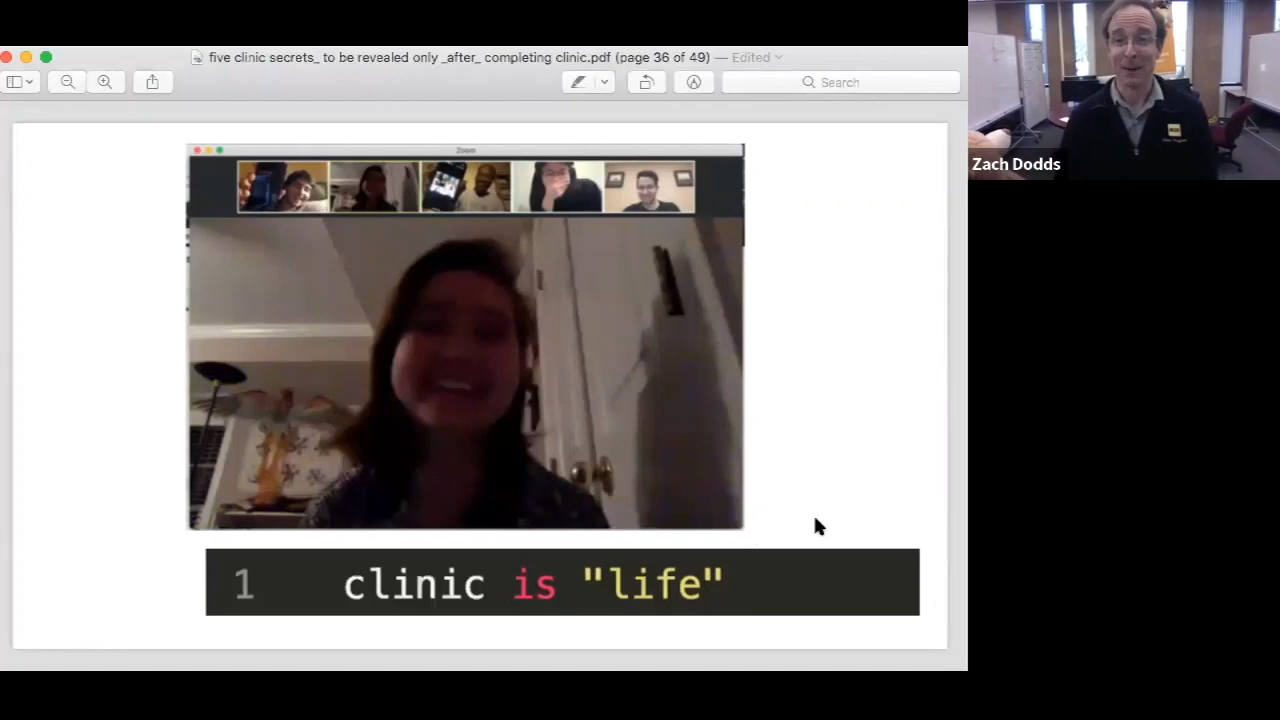 five clinic secrets_ to be revealed only _after_ completing clinic.pdf (page 36 of 49) — Edited
Search
Zoom
Zach Dodds
1 clinic is "life"